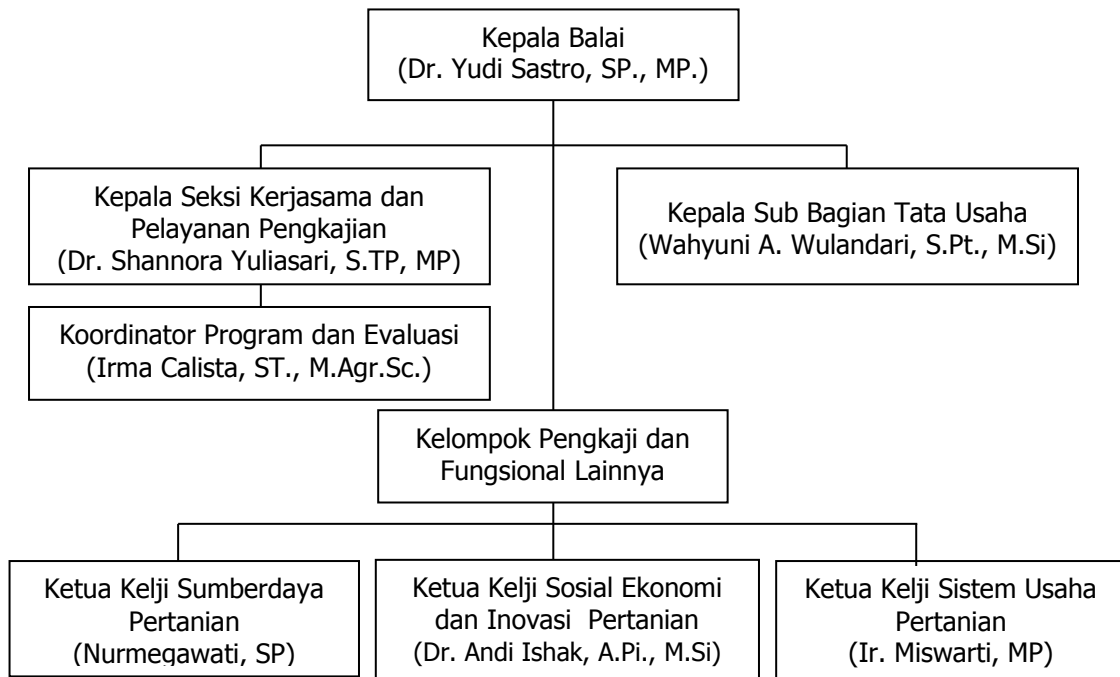 Kepala Balai
(Dr. Yudi Sastro, SP., MP.)
Kepala Seksi Kerjasama dan
Pelayanan Pengkajian
(Dr. Shannora Yuliasari, S.TP, MP)
Kepala Sub Bagian Tata Usaha
(Wahyuni A. Wulandari, S.Pt., M.Si)
Koordinator Program dan Evaluasi
(Irma Calista, ST., M.Agr.Sc.)
Kelompok Pengkaji dan
Fungsional Lainnya
Ketua Kelji Sumberdaya
Pertanian
(Nurmegawati, SP)
Ketua Kelji Sosial Ekonomi
dan Inovasi Pertanian
(Dr. Andi Ishak, A.Pi., M.Si)
Ketua Kelji Sistem Usaha
Pertanian
(Ir. Miswarti, MP)